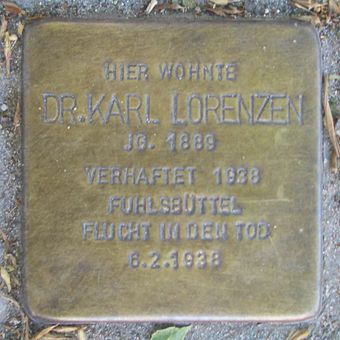 HIER WOHNTE
DR. KARL LORENZEN
JG. 1889
VERHAFTET 1938
FUHLSBÜTTEL
FLUCHT IN DEN TOD
6.2.1938